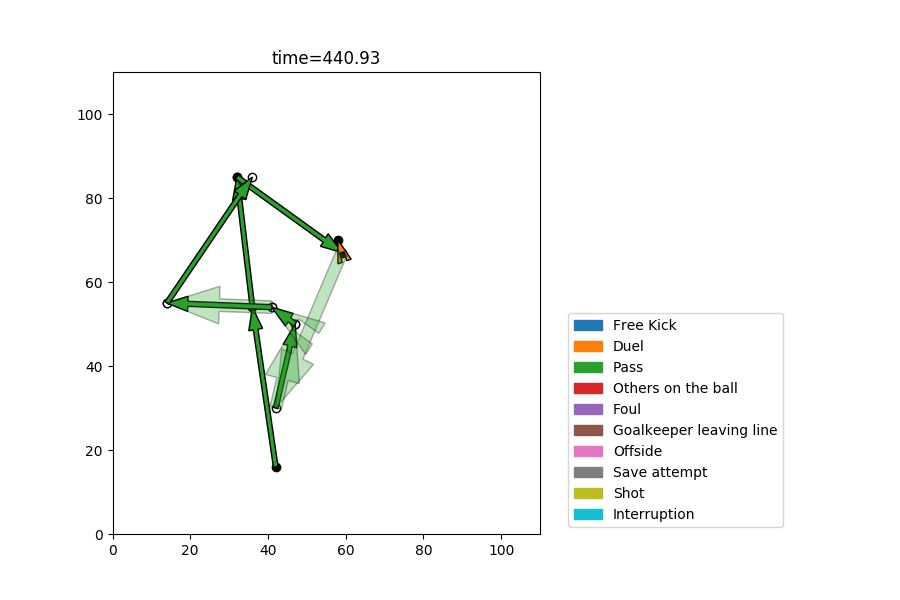 time=440.93
100
80
60
40
20
0
0 20 40 60 80 100
Free Kick
Duel
Pass
Others on the ball
Foul
Goalkeeper leaving line
Offside
Save attempt
Shot
Interruption